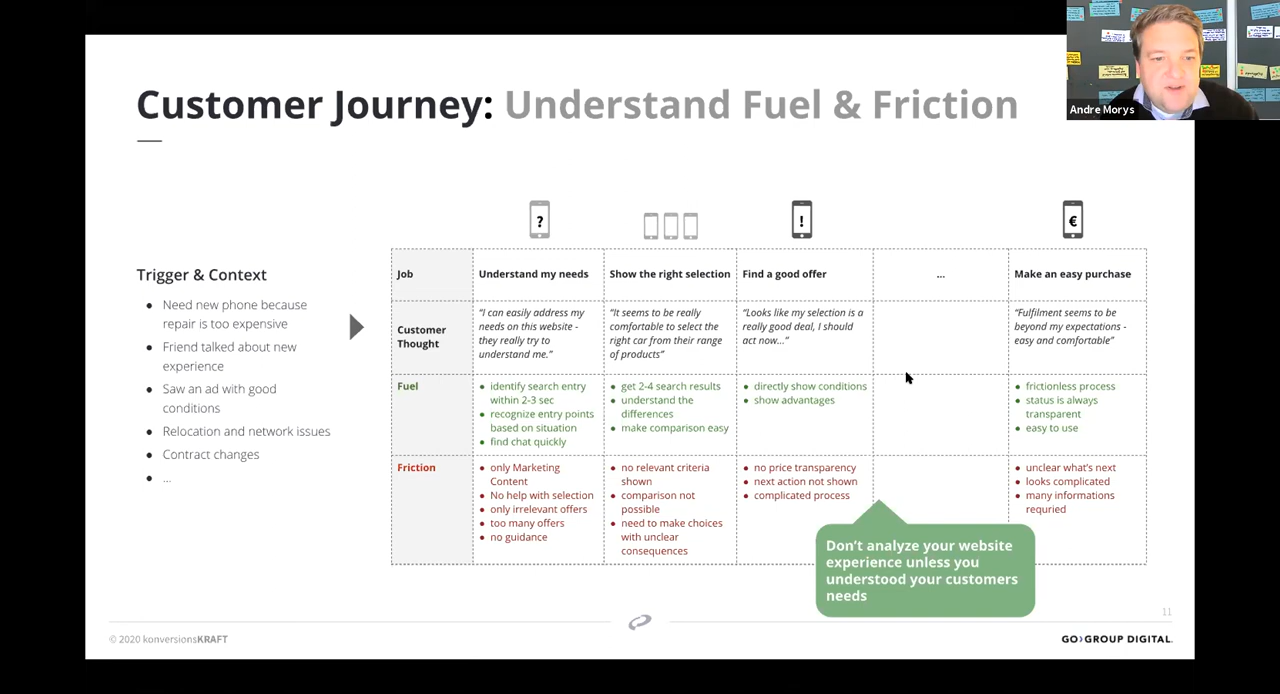 Andre Morys
Customer Journey: Understand Fuel & Friction
?
!
€
Trigger & Context
Need new phone because
repair is too expensive
Friend talked about new
experience
Saw an ad with good
conditions
Relocation and network issues
Contract changes
...
Job
Understand my needs
Show the right selection
Find a good offer
...
Make an easy purchase
Customer
Thought
“I can easily address my
needs on this website -
they really try to
understand me.”
“It seems to be really
comfortable to select the
right car from their range
of products”
“Looks like my selection is a
really good deal, I should
act now...”
“Fulfilment seems to be
beyond my expectations -
easy and comfortable”
Fuel
identify search entry
within 2-3 sec
recognize entry points
based on situation
find chat quickly
get 2-4 search results
understand the
differences
make comparison easy
directly show conditions
show advantages
frictionless process
status is always
transparent
easy to use
Friction
only Marketing
Content
No help with selection
only irrelevant offers
too many offers
no guidance
no relevant criteria
shown
comparison not
possible
need to make choices
with unclear
consequences
no price transparency
next action not shown
complicated process
unclear what’s next
looks complicated
many informations
requried
Don’t analyze your website
experience unless you
understood your customers
needs
11
© 2020 konversionsKRAFT
GO⟩GROUP DIGITAL.